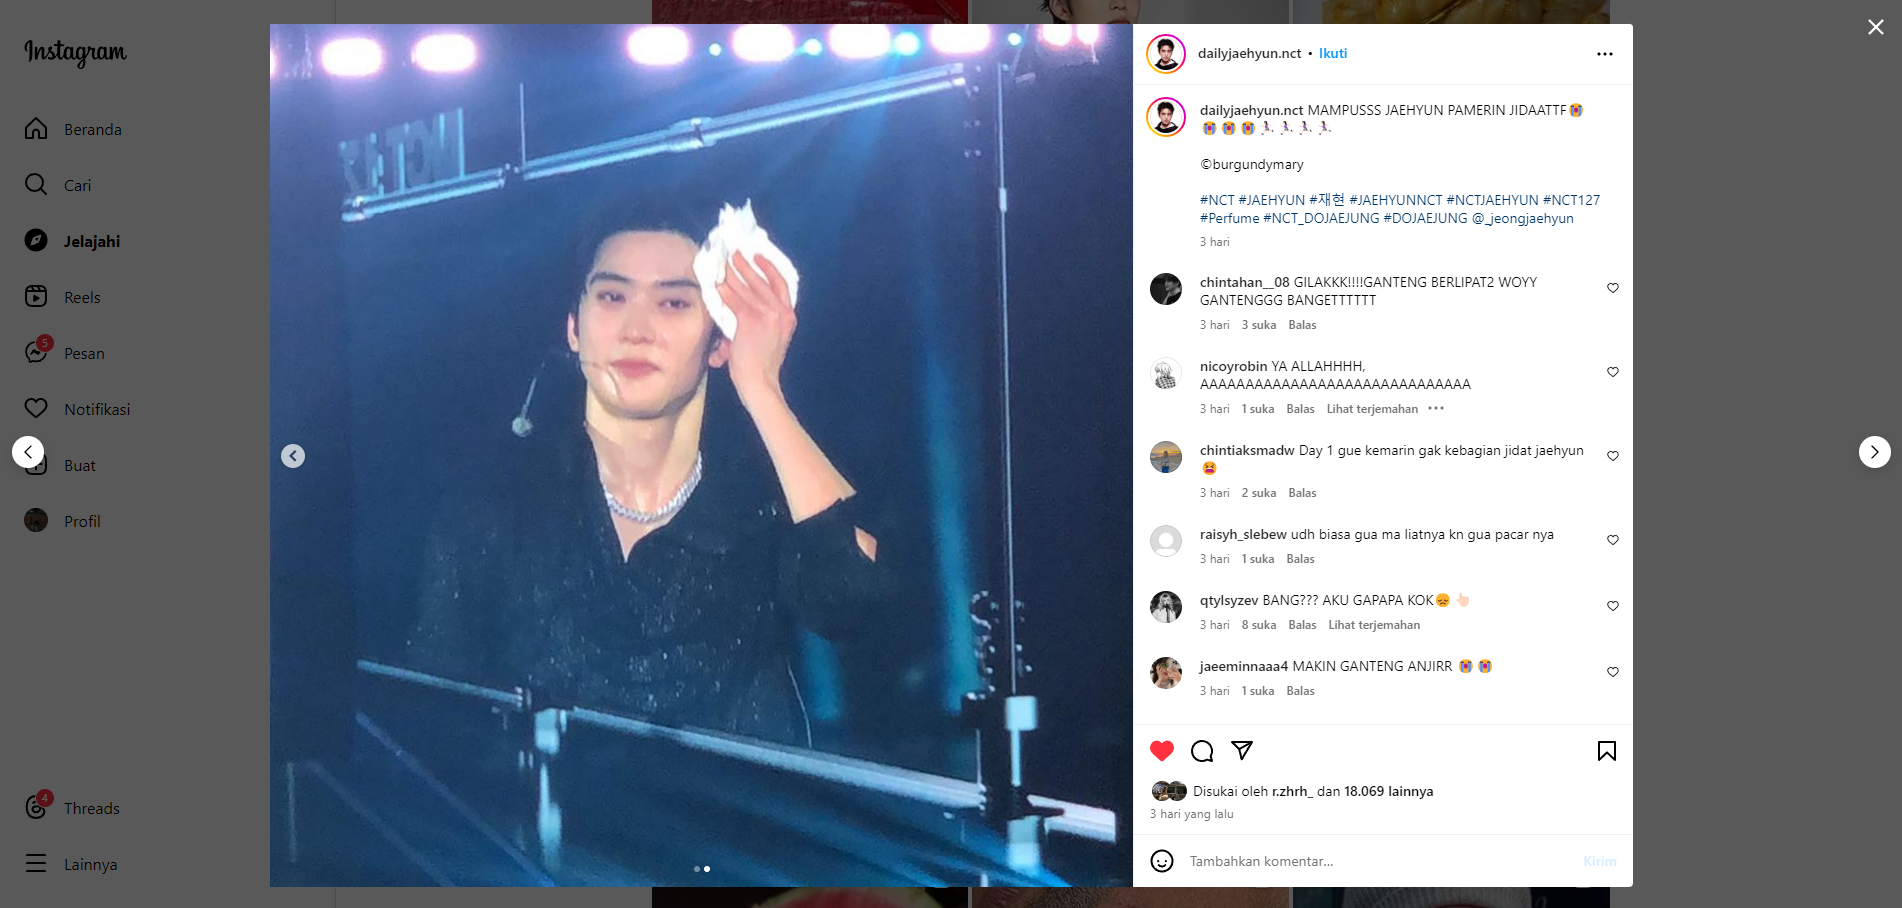 Instagram
Beranda
Cari
Jelajahi
Reels
5
Pesan
Notifikasi
Buat
Profil
4
Threads
Lainnya
dailyjaehyun.nct • Ikuti
dailyjaehyun.nct MAMPUSSS JAEHYUN PAMERIN JIDAATTF😭
😭😭😭🏃🏻‍♀️🏃🏻‍♀️🏃🏻‍♀️🏃🏻‍♀️
©burgundymary
#NCT #JAEHYUN #재현 #JAEHYUNNCT #NCTJAEHYUN #NCT127
#Perfume #NCT_DOJAEJUNG #DOJAEJUNG @_jeongjaehyun
3 hari
chintahan__08 GILAKKK!!!!GANTENG BERLIPAT2 WOYY
GANTENGGG BANGETTTTTT
3 hari 3 suka Balas
nicoyrobin YA ALLAHHHH,
AAAAAAAAAAAAAAAAAAAAAAAAAAAAAA
3 hari 1 suka Balas Lihat terjemahan
chintiaksmadw Day 1 gue kemarin gak kebagian jidat jaehyun
😫
3 hari 2 suka Balas
raisyh_slebew udh biasa gua ma liatnya kn gua pacar nya
3 hari 1 suka Balas
qtylsyzev BANG??? AKU GAPAPA KOK😞👆🏻
3 hari 8 suka Balas Lihat terjemahan
jaeeminnaaa4 MAKIN GANTENG ANJIRR 😭😭
3 hari 1 suka Balas
Disukai oleh r.zhrh_ dan 18.069 lainnya
3 hari yang lalu
Tambahkan komentar...
Kirim